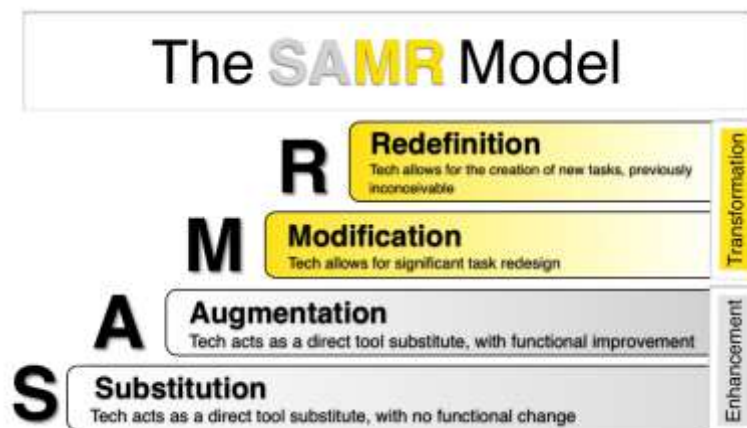 The SAMR Model
R
Redefinition
Tech allows for the creation of new tasks, previously
inconceivable
M
Modification
Tech allows for significant task redesign
Transformation
A
Augmentation
Tech acts as a direct tool substitute, with functional improvement
S
Substitution
Tech acts as a direct tool substitute, with no functional change
Enhancement